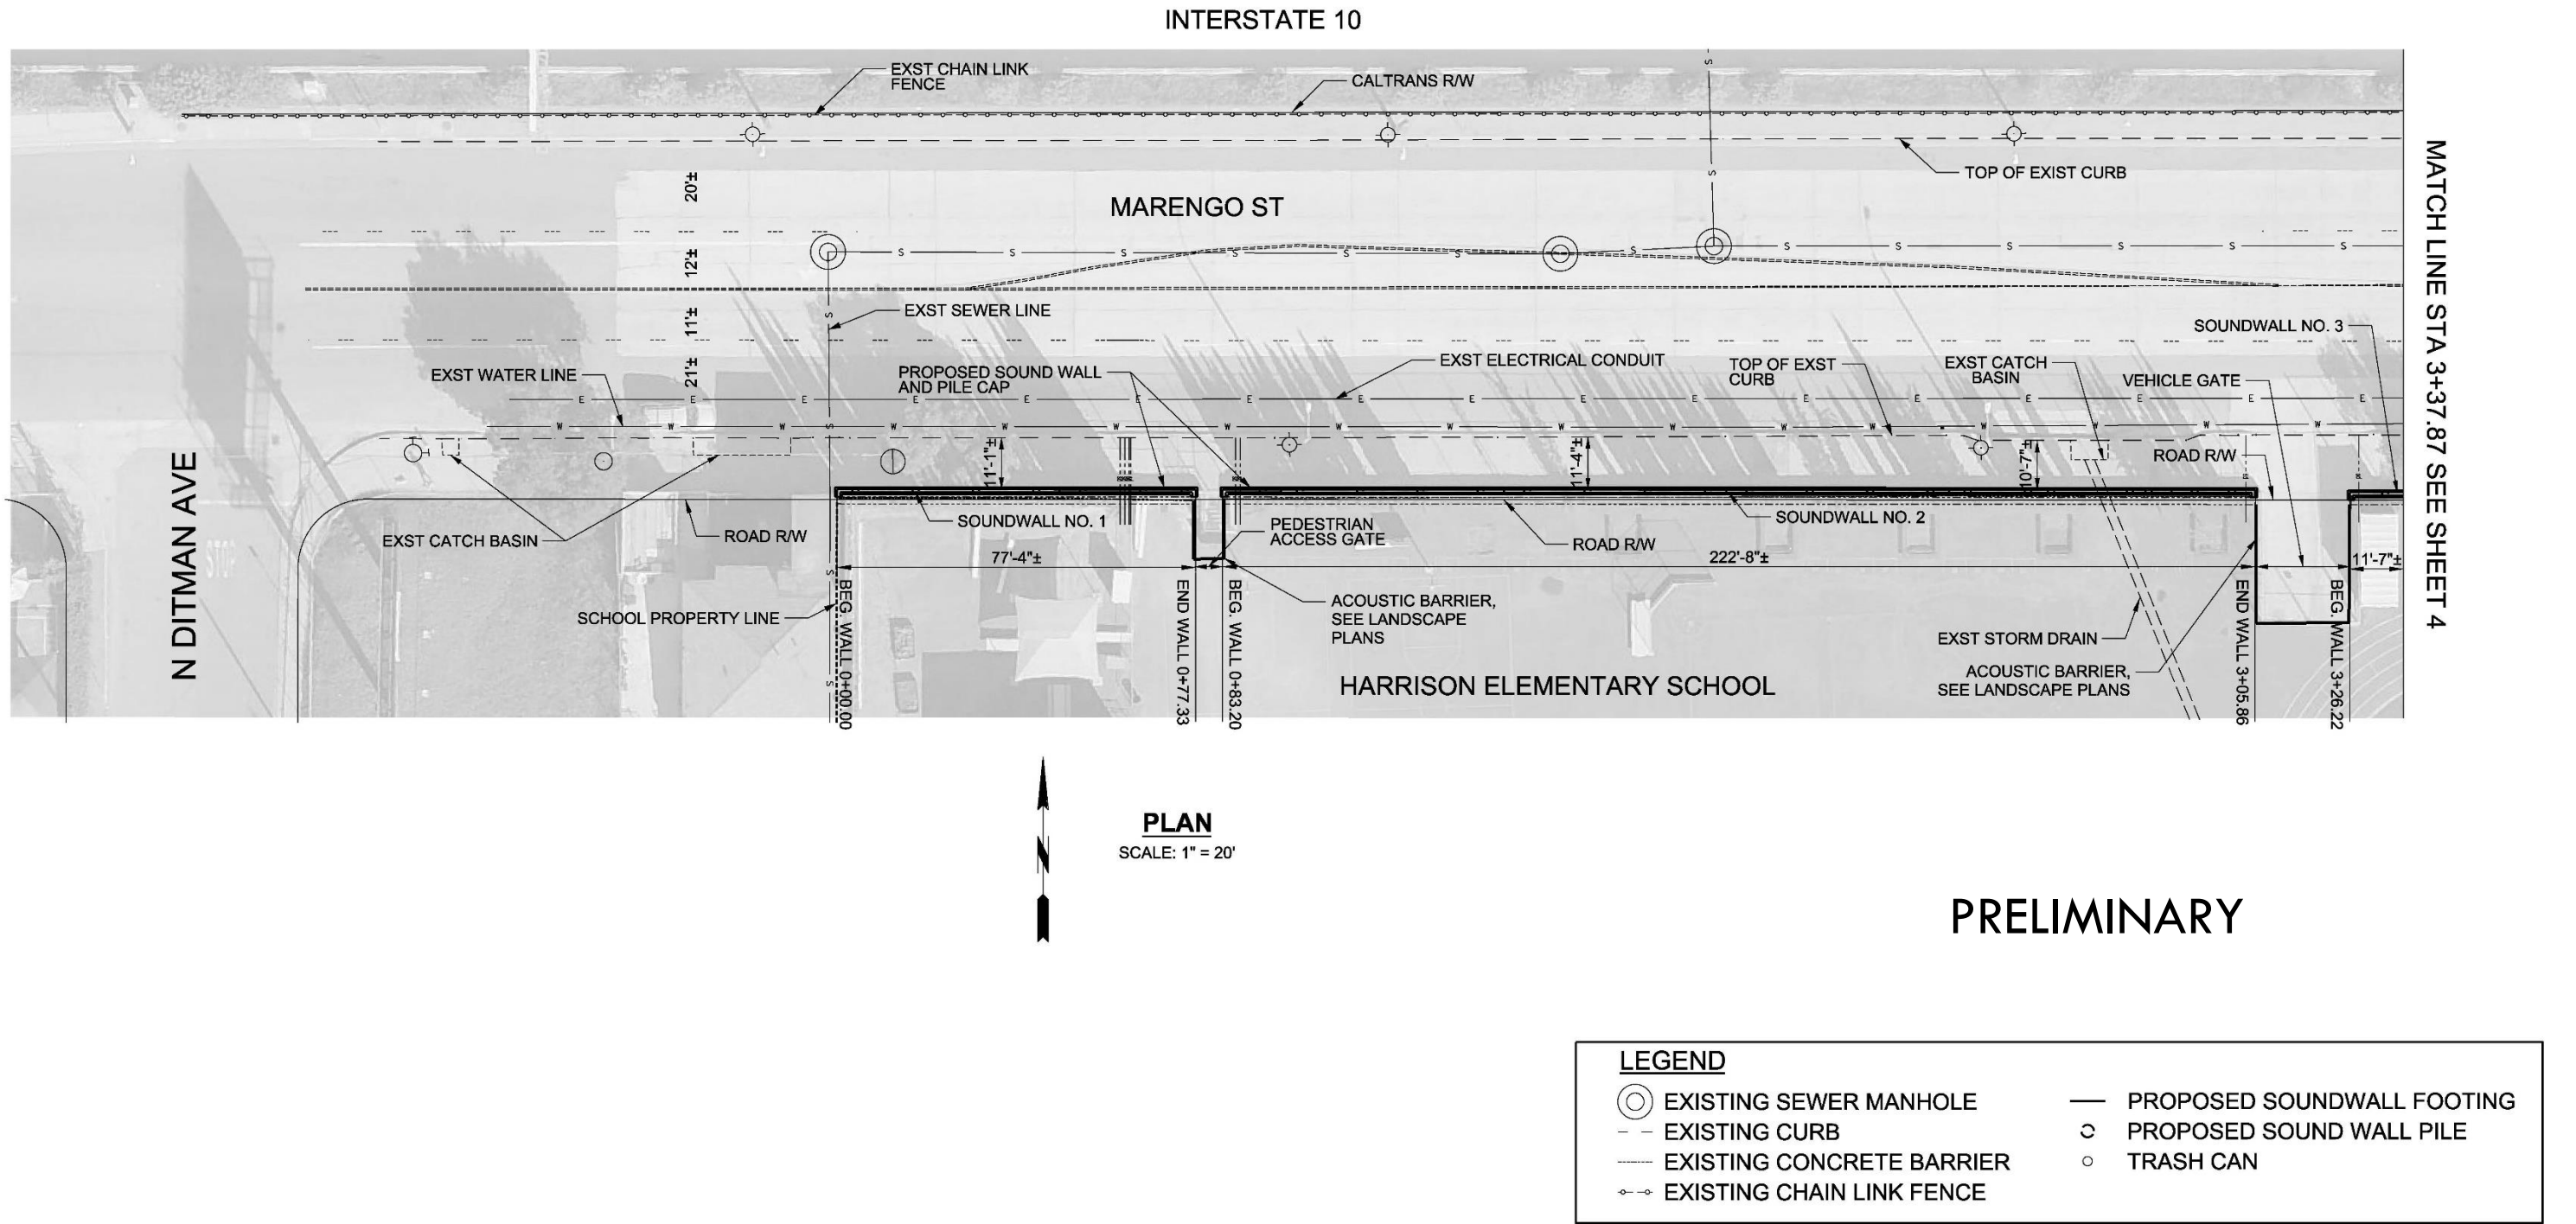 INTERSTATE 10
EXST CHAIN LINK
FENCE
CALTRANS R/W
TOP OF EXIST CURB
MARENGO ST
20'±
12'±
11'±
21'±
S
S
S S S S S S S S S S S S S
EXST SEWER LINE
S
SOUNDWALL NO. 3
EXST WATER LINE
PROPOSED SOUND WALL
AND PILE CAP
EXST ELECTRICAL CONDUIT
TOP OF EXST
CURB
EXST CATCH
BASIN
VEHICLE GATE
E E E E E E E E E E E E E E E E E
W W W W W W W W W W W W W W W W
S
11'-1"±
11'-4"±
10'-7"±
ROAD R/W
EXST CATCH BASIN
ROAD R/W
SOUNDWALL NO. 1
PEDESTRIAN
ACCESS GATE
ROAD R/W
SOUNDWALL NO. 2
77'-4"±
222'-8"±
11'-7"±
SCHOOL PROPERTY LINE
S
S
BEG. WALL 0+00.00
END WALL 0+77.33
BEG. WALL 0+83.20
END WALL 3+05.86
BEG. WALL 3+26.22
ACOUSTIC BARRIER,
SEE LANDSCAPE
PLANS
EXST STORM DRAIN
ACOUSTIC BARRIER,
SEE LANDSCAPE PLANS
HARRISON ELEMENTARY SCHOOL
N DITMAN AVE
MATCH LINE STA 3+37.87 SEE SHEET 4
N
PLAN
SCALE: 1" = 20'
PRELIMINARY
LEGEND
EXISTING SEWER MANHOLE
EXISTING CURB
EXISTING CONCRETE BARRIER
EXISTING CHAIN LINK FENCE
PROPOSED SOUNDWALL FOOTING
PROPOSED SOUND WALL PILE
TRASH CAN